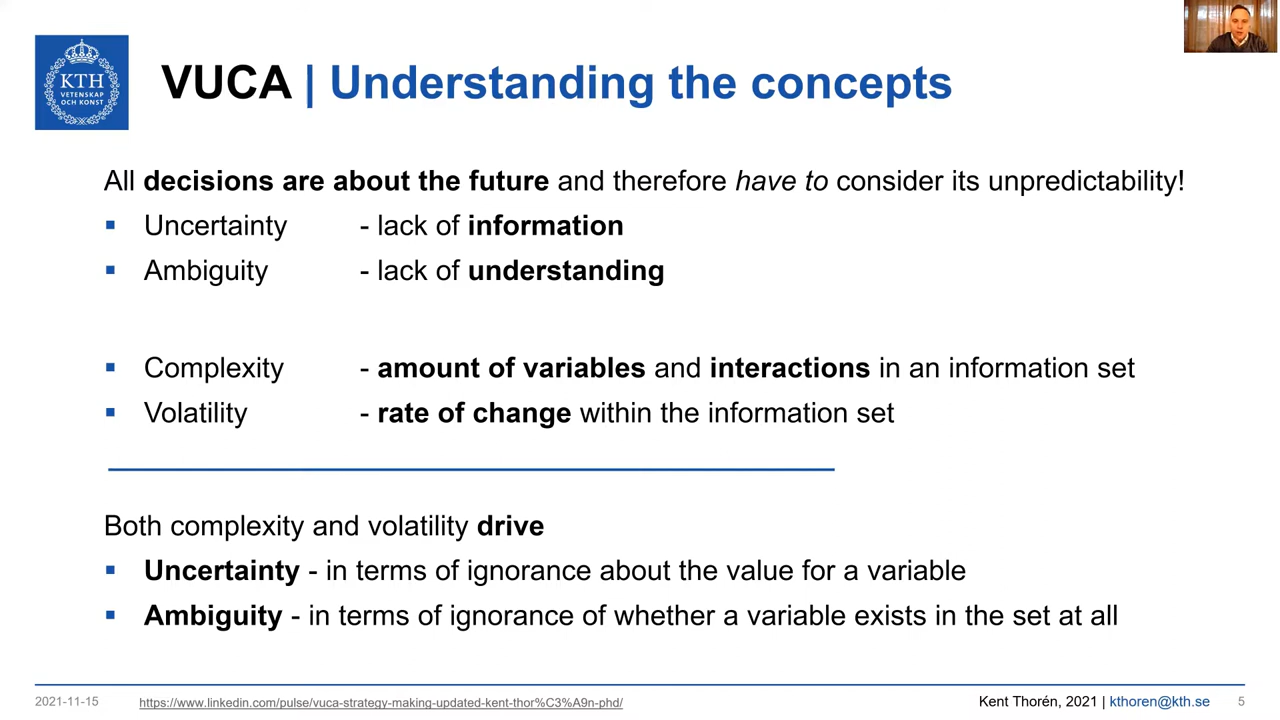 KTH
VETENSKAP
OCH KONST
VUCA | Understanding the concepts
All decisions are about the future and therefore have to consider its unpredictability!
▪ Uncertainty - lack of information
▪ Ambiguity - lack of understanding
▪ Complexity - amount of variables and interactions in an information set
▪ Volatility - rate of change within the information set
Both complexity and volatility drive
▪ Uncertainty - in terms of ignorance about the value for a variable
▪ Ambiguity - in terms of ignorance of whether a variable exists in the set at all
2021-11-15 https://www.linkedin.com/pulse/vuca-strategy-making-updated-kent-thor%C3%A9n-phd/ Kent Thorén, 2021 | kthoren@kth.se 5